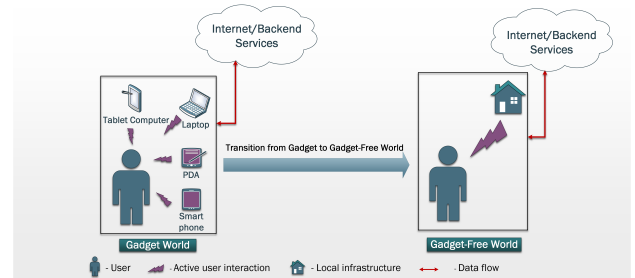 Internet/Backend
Services
Internet/Backend
Services
Tablet Computer
Laptop
PDA
Smart
phone
Transition from Gadget to Gadget-Free World
Gadget World
Gadget-Free World
- User
- Active user interaction
- Local infrastructure
- Data flow